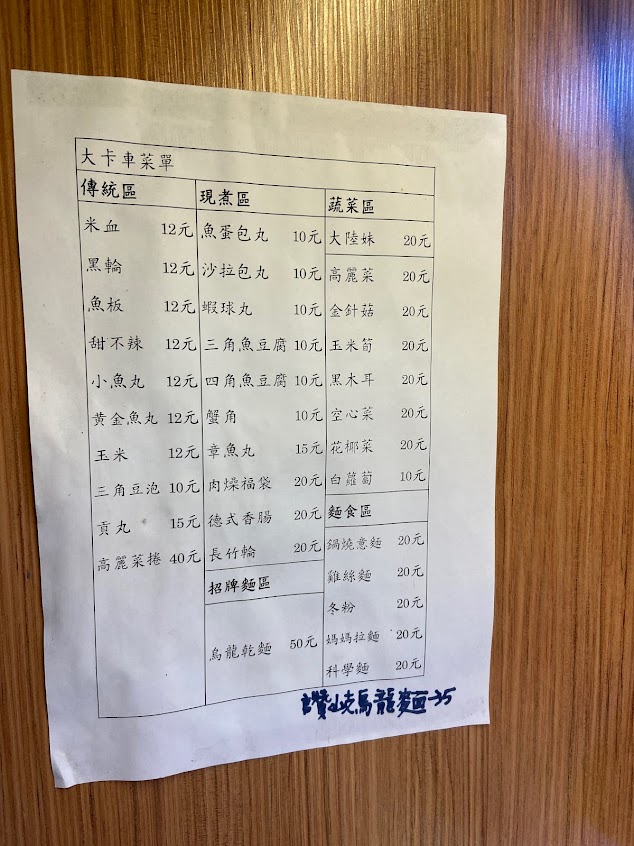 大卡車菜單
傳統區
米血 12元
黑輪 12元
魚板 12元
甜不辣 12元
小魚丸 12元
黃金魚丸 12元
玉米 12元
三角豆泡 10元
貢丸 15元
高麗菜捲 40元
現煮區
魚蛋包丸 10元
沙拉包丸 10元
蝦球丸 10元
三角魚豆腐 10元
四角魚豆腐 10元
蟹角 10元
章魚丸 15元
肉燥福袋 20元
德式香腸 20元
長竹輪 20元
招牌麵區
烏龍乾麵 50元
蔬菜區
大陸妹 20元
高麗菜 20元
金針菇 20元
玉米筍 20元
黑木耳 20元
空心菜 20元
花椰菜 20元
白蘿蔔 10元
麵食區
鍋燒意麵 20元
雞絲麵 20元
冬粉 20元
媽媽拉麵 20元
科學麵 20元
讚岐烏龍麵-35